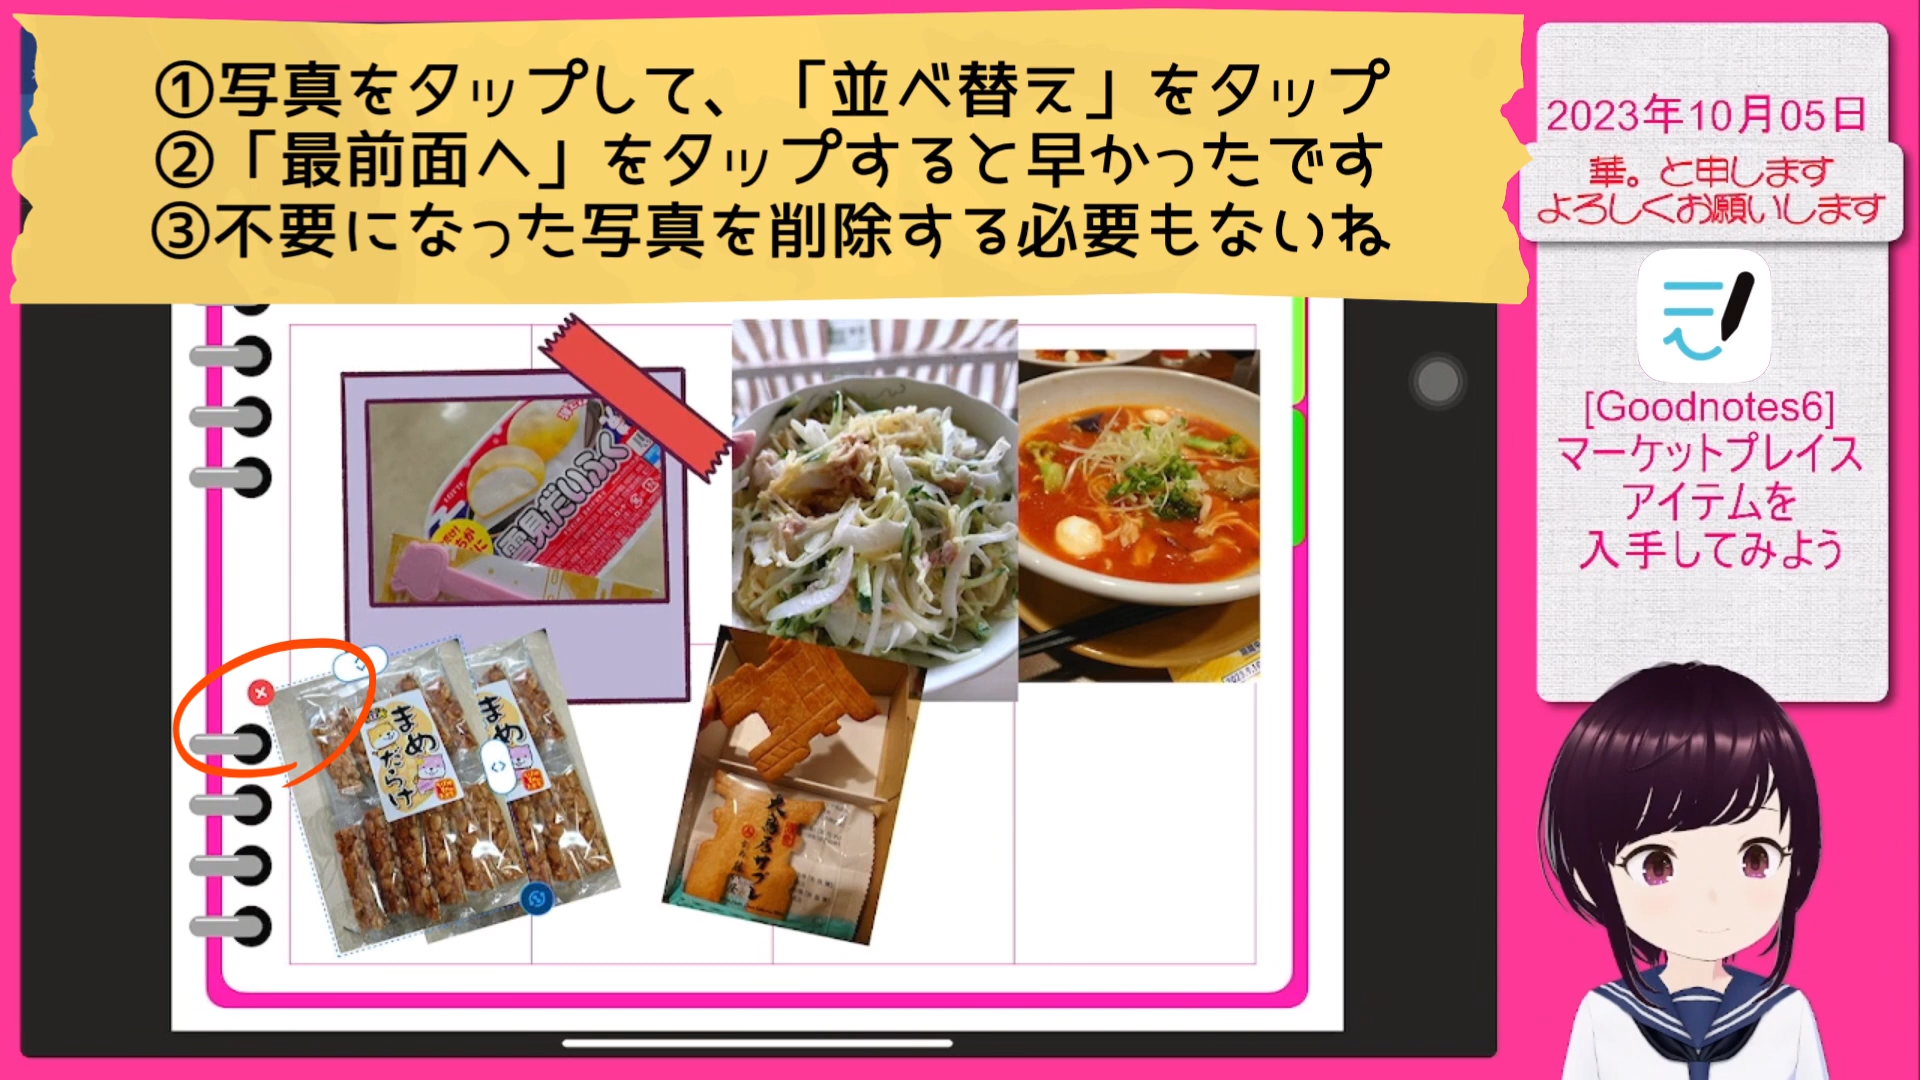 ①写真をタップして、「並べ替え」をタップ
②「最前面へ」をタップすると早かったです
③不要になった写真を削除する必要もないね
2023年10月05日
華。と申します
よろしくお願いします
[Goodnotes6]
マーケットプレイス
アイテムを
入手してみよう
LOTTE
雪見だいふく
まめ
だらけ
まめ